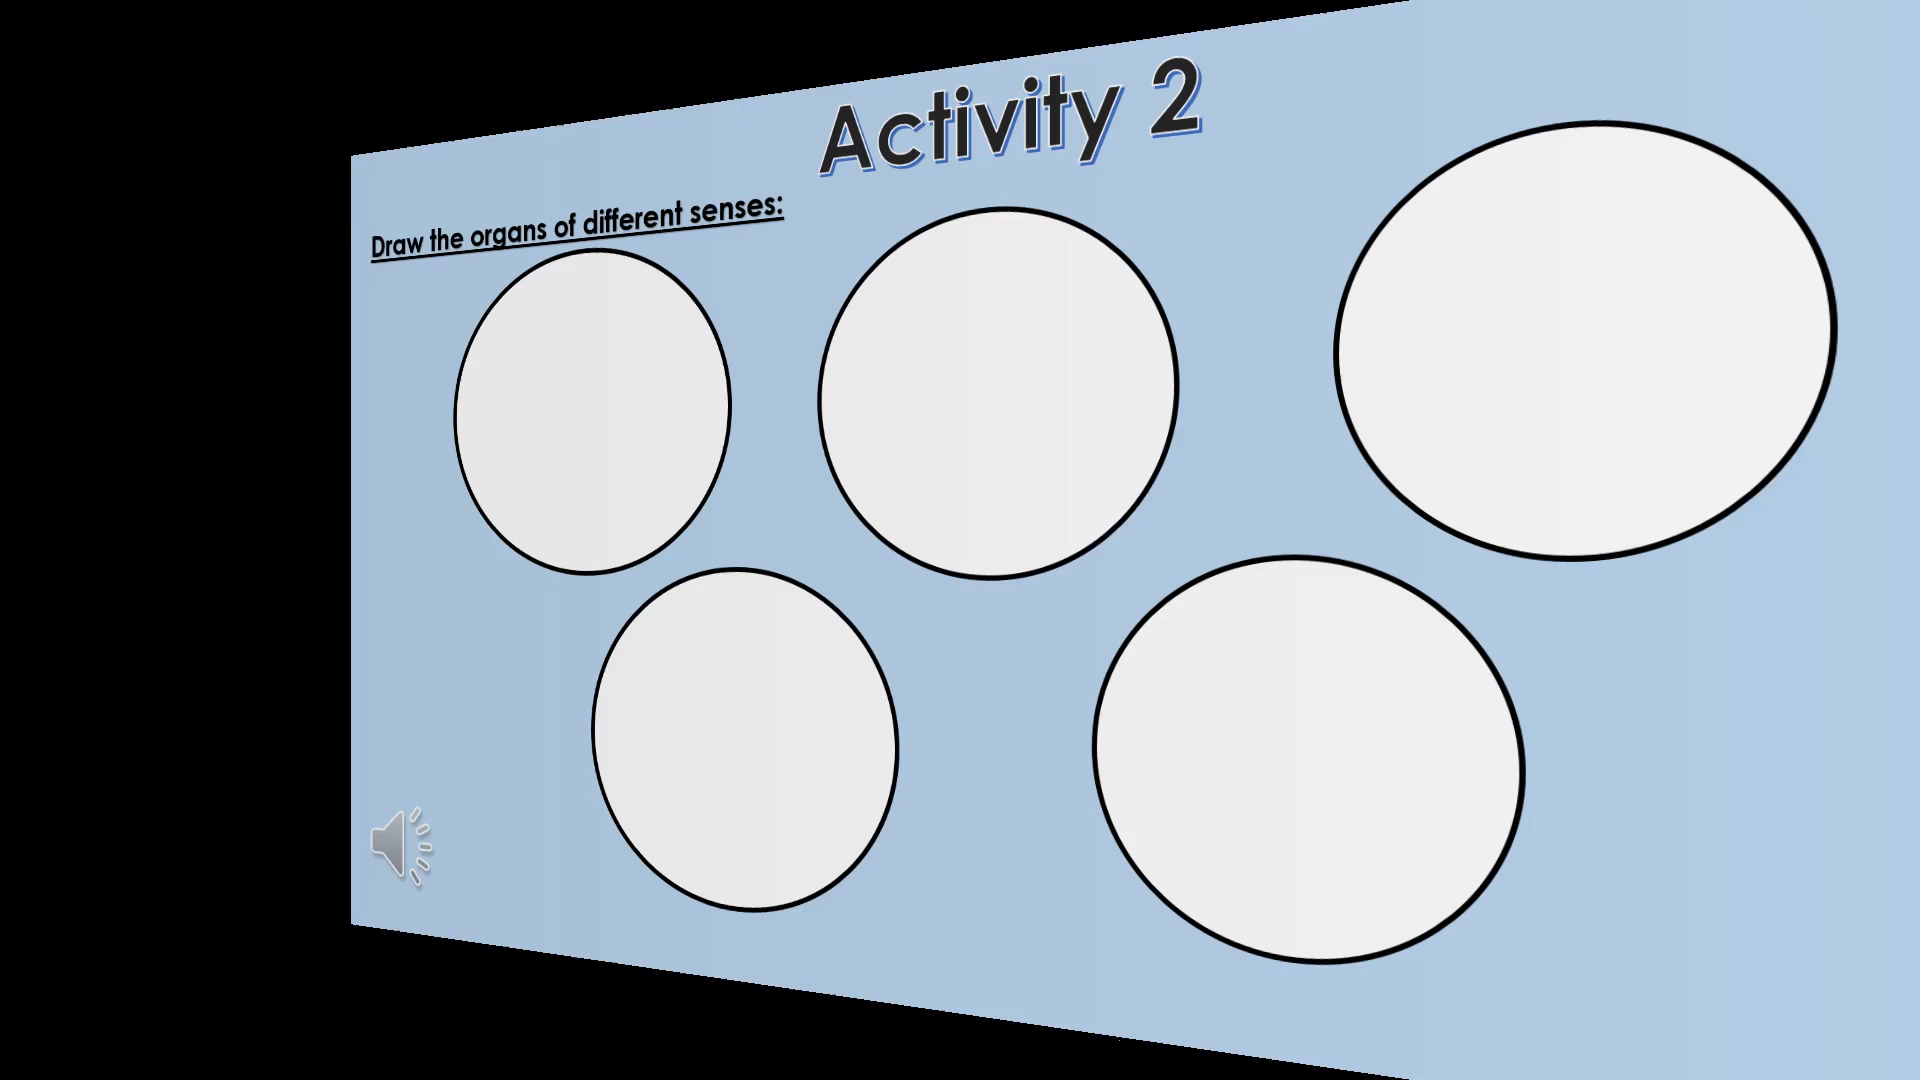 Activity 2
Draw the organs of different senses: